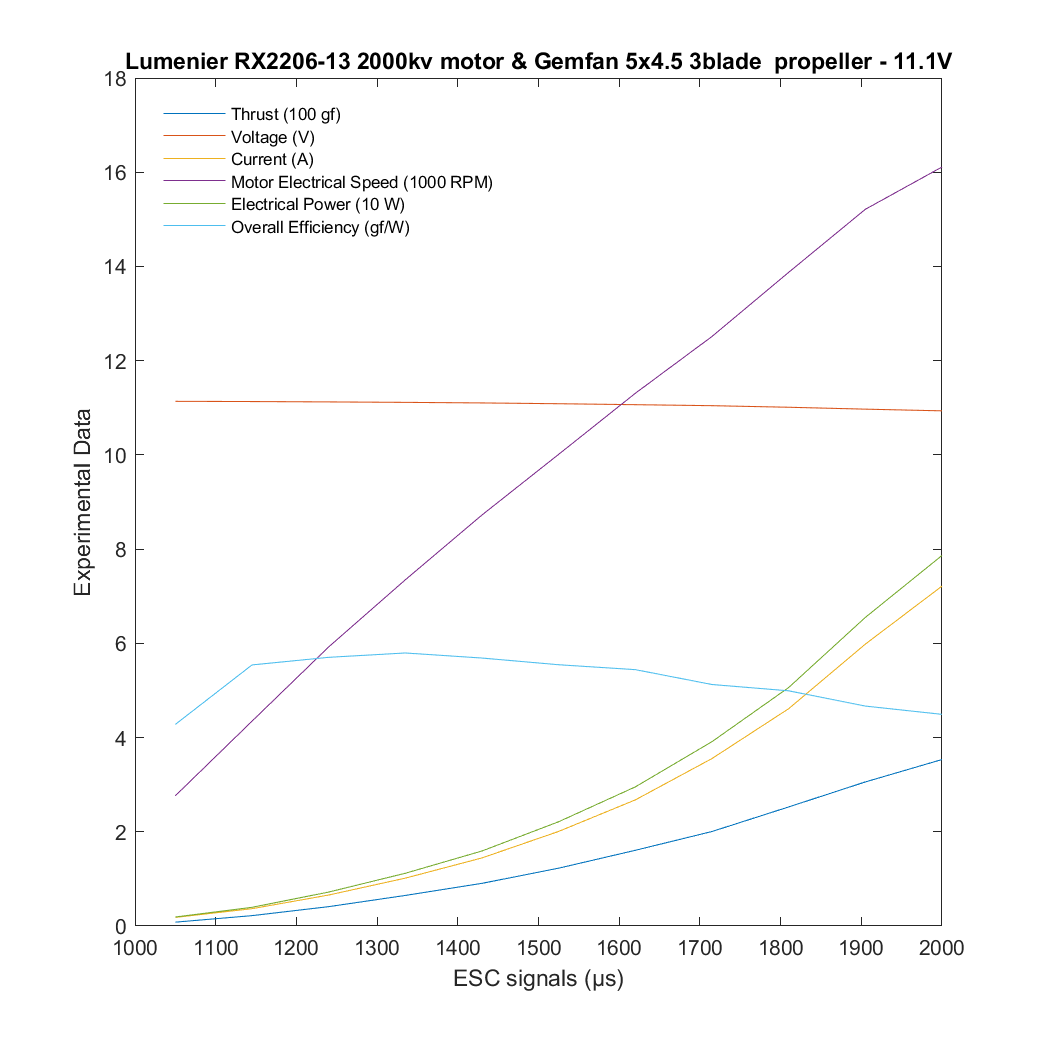 Lumenier RX2206-13 2000kv motor & Gemfan 5x4.5 3blade  propeller - 11.1V
18
Thrust (100 gf)
Voltage (V)
Current (A)
Motor Electrical Speed (1000 RPM)
Electrical Power (10 W)
Overall Efficiency (gf/W)
16
14
12
10
8
6
4
2
0
Experimental Data
1000 1100 1200 1300 1400 1500 1600 1700 1800 1900 2000
ESC signals (µs)